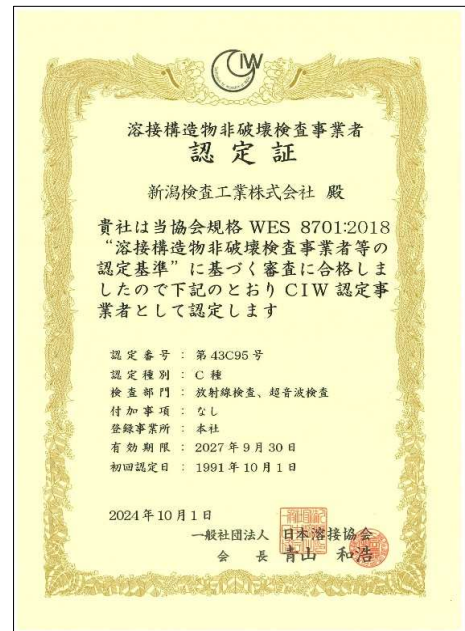 CIW
溶接構造物非破壊検査事業者
認定証
新潟検査工業株式会社 殿
貴社は当協会規格 WES 8701:2018
“溶接構造物非破壊検査事業者等の
認定基準”に基づく審査に合格しま
したので下記のとおりCIW認定事
業者として認定します
認定番号 : 第43C95号
認定種別 : C種
検査部門 : 放射線検査、超音波検査
付加事項 : なし
登録事業所 : 本社
有効期限 : 2027年9月30日
初回認定日 : 1991年10月1日
2024年10月1日
一般社団法人 日本溶接協会
会長 青山 和浩